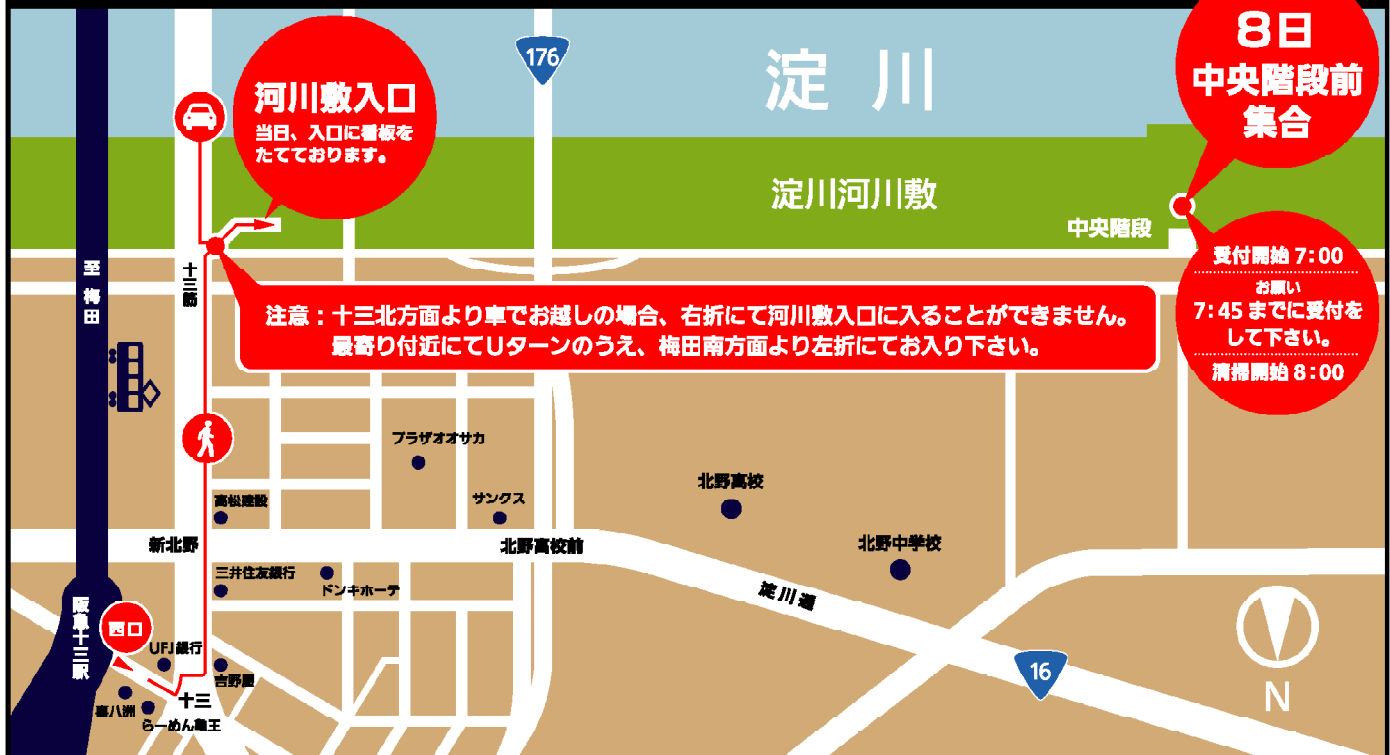 8日
中央階段前
集合
176
淀川
河川敷入口
当日、入口に看板を
たてております。
淀川河川敷
中央階段
受付開始 7:00
お願い
7:45 までに受付を
して下さい。
清掃開始 8:00
至 梅田
十三筋
注意：十三北方面より車でお越しの場合、右折にて河川敷入口に入ることができません。
最寄り付近にてUターンのうえ、梅田南方面より左折にてお入り下さい。
プラザオオサカ
高松建設
サンクス
北野高校
新北野
北野高校前
北野中学校
三井住友銀行
ドンキホーテ
淀川通
阪急十三駅
西口
UFJ銀行
吉野屋
16
喜八洲
十三
らーめん亀王
N